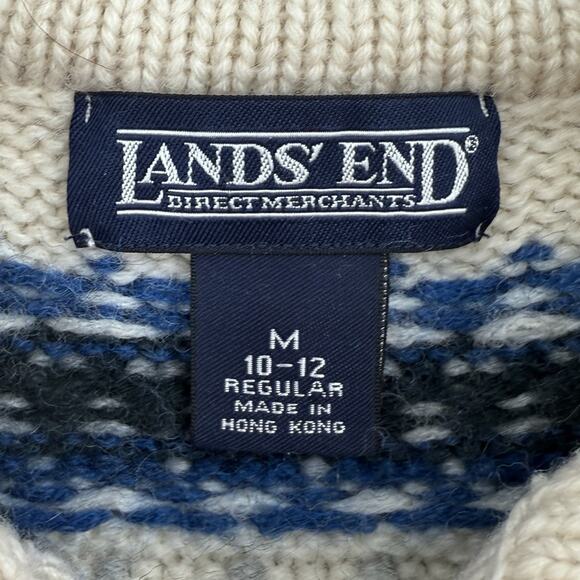 LANDS' END®
DIRECT MERCHANTS
M
10-12
REGULAR
MADE IN
HONG KONG